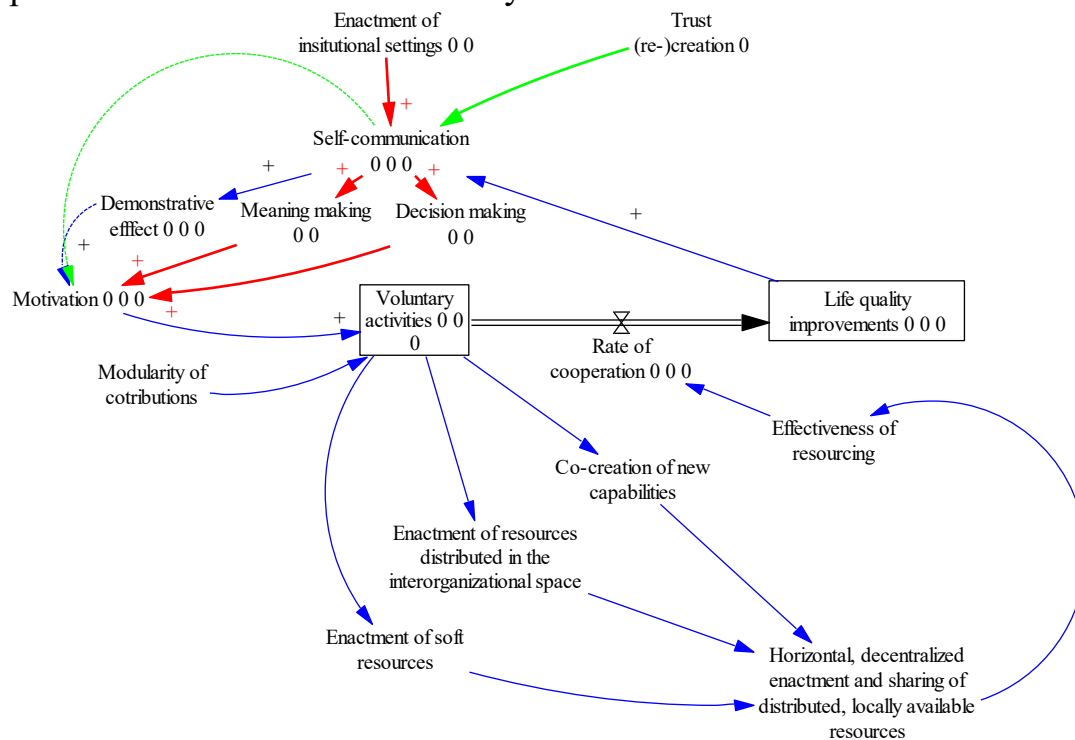 Enactment of
insitutional settings 0 0
Trust
(re-)creation 0
+
Self-communication
0 0 0
+
+
+
Demonstrative
efffect 0 0 0
Meaning making
0 0
Decision making
0 0
+
+
+
Motivation 0 0 0
+
+
Voluntary
activities 0 0
0
Life quality
improvements 0 0 0
Rate of
cooperation 0 0 0
Modularity of
cotributions
Effectiveness of
resourcing
Co-creation of new
capabilities
Enactment of resources
distributed in the
interorganizational space
Enactment of soft
resources
Horizontal, decentralized
enactment and sharing of
distributed, locally available
resources